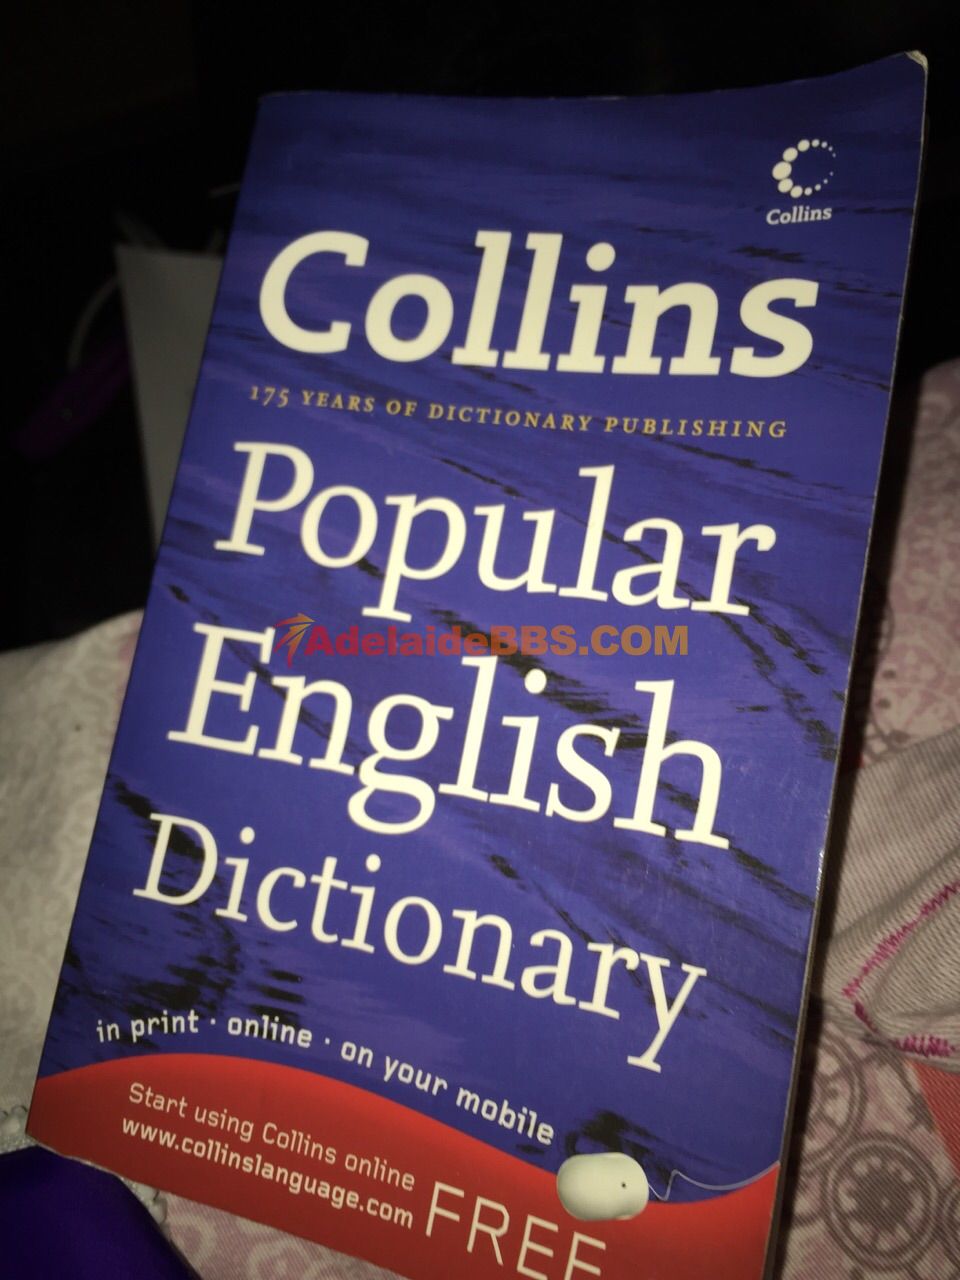 Collins
Collins
175 YEARS OF DICTIONARY PUBLISHING
Popular
AdelaideBBS.COM
English
Dictionary
in print · online · on your mobile
Start using Collins online
www.collinslanguage.com
FREE